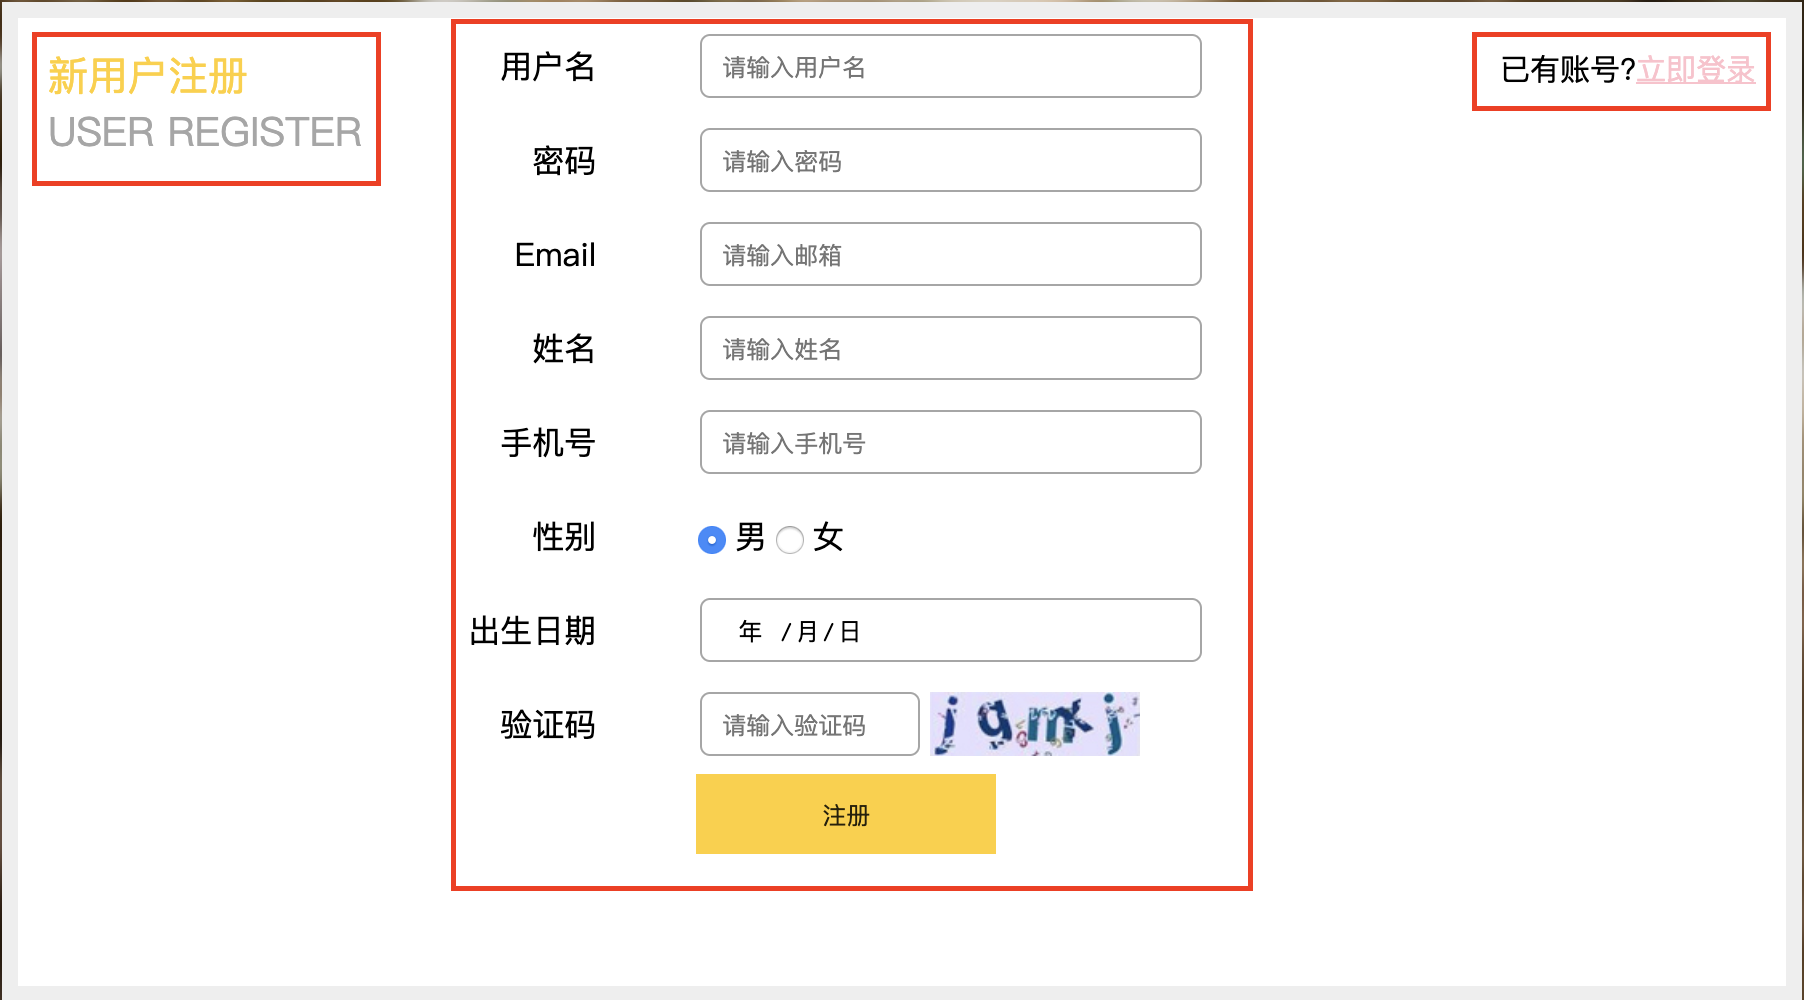 新用户注册
USER REGISTER
用户名 请输入用户名
密码 请输入密码
Email 请输入邮箱
姓名 请输入姓名
手机号 请输入手机号
性别 男 女
出生日期 年 /月/日
验证码 请输入验证码
注册
已有账号?立即登录